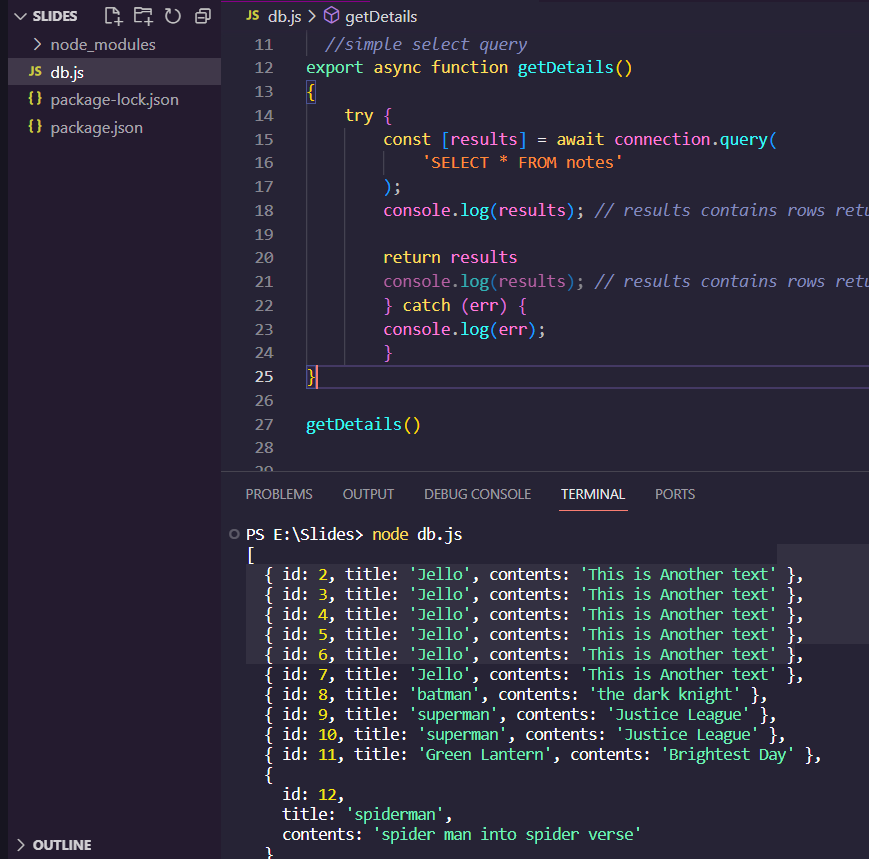 SLIDES
node_modules
JS db.js
{} package-lock.json
{} package.json
OUTLINE
JS db.js > getDetails
11 //simple select query
12 export async function getDetails()
13 {
14 try {
15 const [results] = await connection.query(
16 'SELECT * FROM notes'
17 );
18 console.log(results); // results contains rows retu
19
20 return results
21 console.log(results); // results contains rows retu
22 } catch (err) {
23 console.log(err);
24 }
25 }
26
27 getDetails()
28
PROBLEMS OUTPUT DEBUG CONSOLE TERMINAL PORTS
PS E:\Slides> node db.js
[
{ id: 2, title: 'Jello', contents: 'This is Another text' },
{ id: 3, title: 'Jello', contents: 'This is Another text' },
{ id: 4, title: 'Jello', contents: 'This is Another text' },
{ id: 5, title: 'Jello', contents: 'This is Another text' },
{ id: 6, title: 'Jello', contents: 'This is Another text' },
{ id: 7, title: 'Jello', contents: 'This is Another text' },
{ id: 8, title: 'batman', contents: 'the dark knight' },
{ id: 9, title: 'superman', contents: 'Justice League' },
{ id: 10, title: 'superman', contents: 'Justice League' },
{ id: 11, title: 'Green Lantern', contents: 'Brightest Day' },
{
id: 12,
title: 'spiderman',
contents: 'spider man into spider verse'
}